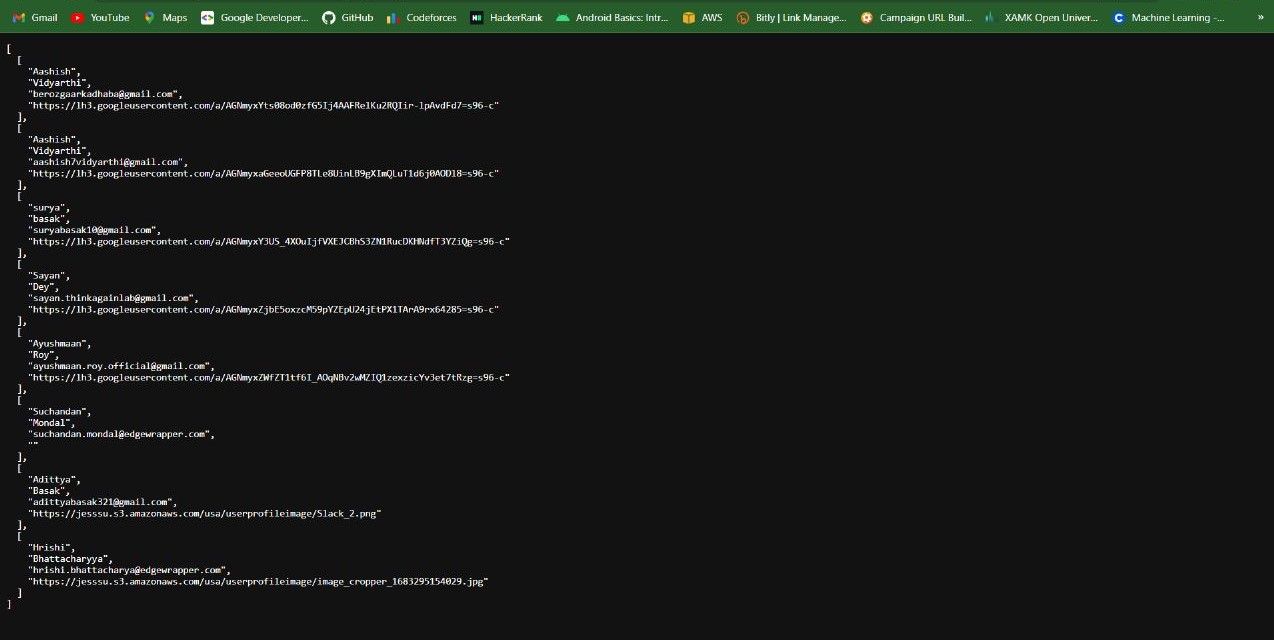 Gmail YouTube Maps Google Developer... GitHub Codeforces HackerRank Android Basics: Intr... AWS Bitly | Link Manage... Campaign URL Buil... XAMK Open Univer... Machine Learning -... »
[
[
"Aashish",
"Vidyarthi",
"berozgaarkadhaba@gmail.com",
"https://lh3.googleusercontent.com/a/AGNmyxYts08od0zfG5Ij4AAFRelKu2RQIir-lpAvdFd7=s96-c"
],
[
"Aashish",
"Vidyarthi",
"aashish7vidyarthi@gmail.com",
"https://lh3.googleusercontent.com/a/AGNmyxaGeeoUGFP8TLe8UinLB9gXImQLuT1d6j0AODl8=s96-c"
],
[
"surya",
"basak",
"suryabasak10@gmail.com",
"https://lh3.googleusercontent.com/a/AGNmyxY3US_4XOuIjfVXEJCBhS3ZN1RucDKHNdfT3YZiQg=s96-c"
],
[
"Sayan",
"Dey",
"sayan.thinkagainlab@gmail.com",
"https://lh3.googleusercontent.com/a/AGNmyxZjbE5oxzcM59pYZEpU24jEtPX1TArA9rx64285=s96-c"
],
[
"Ayushmaan",
"Roy",
"ayushmaan.roy.official@gmail.com",
"https://lh3.googleusercontent.com/a/AGNmyxZWfZT1tf6I_AOqNBv2wMZIQ1zexzicYv3et7tRzg=s96-c"
],
[
"Suchandan",
"Mondal",
"suchandan.mondal@edgewrapper.com",
""
],
[
"Adittya",
"Basak",
"adittyabasak321@gmail.com",
"https://jesssu.s3.amazonaws.com/usa/userprofileimage/Slack_2.png"
],
[
"Hrishi",
"Bhattacharyya",
"hrishi.bhattacharya@edgewrapper.com",
"https://jesssu.s3.amazonaws.com/usa/userprofileimage/image_cropper_1683295154029.jpg"
]
]